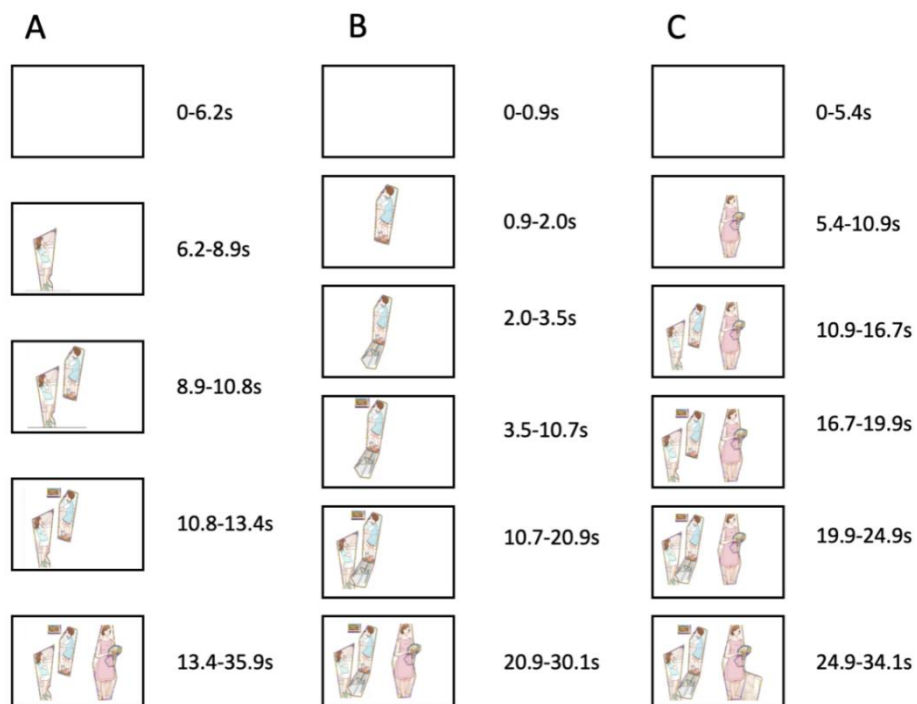 A
B
C
0-6.2s
0-0.9s
0-5.4s
6.2-8.9s
0.9-2.0s
5.4-10.9s
8.9-10.8s
2.0-3.5s
10.9-16.7s
10.8-13.4s
3.5-10.7s
16.7-19.9s
13.4-35.9s
10.7-20.9s
19.9-24.9s
20.9-30.1s
24.9-34.1s